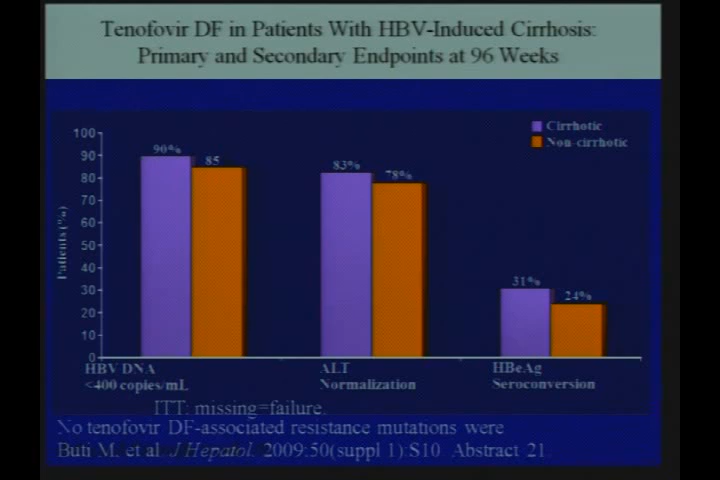 Tenofovir DF in Patients With HBV-Induced Cirrhosis:
Primary and Secondary Endpoints at 96 Weeks
Cirrhotic
Non-cirrhotic
Patients (%)
100
90
80
70
60
50
40
30
20
10
0
90%
85
83%
78%
31%
24%
HBV DNA
<400 copies/mL
ALT
Normalization
HBeAg
Seroconversion
ITT: missing=failure.
No tenofovir DF-associated resistance mutations were
Buti M, et al. J Hepatol. 2009:50(suppl 1):S10 Abstract 21.